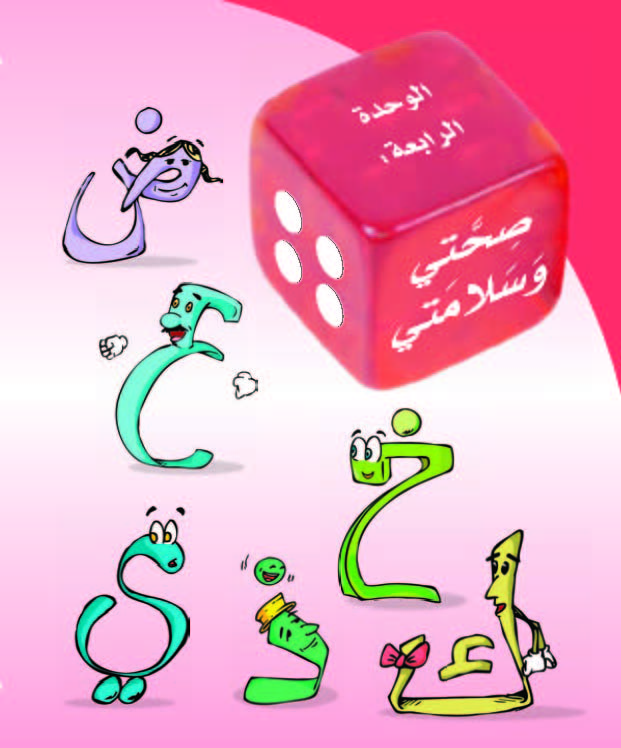 الوحدة
الرابعة:
صِحَّتي
وَسَلامَتي
ض
ع
خ
ي
ذ
ك